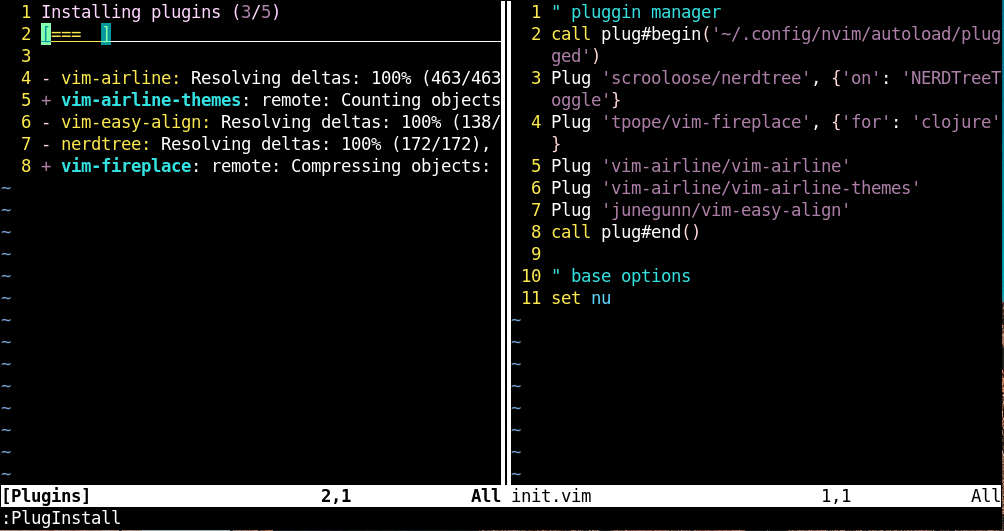 1 Installing plugins (3/5)
2 [===  ]
3
4 - vim-airline: Resolving deltas: 100% (463/463
5 + vim-airline-themes: remote: Counting objects
6 - vim-easy-align: Resolving deltas: 100% (138/
7 - nerdtree: Resolving deltas: 100% (172/172),
8 + vim-fireplace: remote: Compressing objects:
~
~
~
~
~
~
~
~
~
~
~
~
~
~
[Plugins] 2,1 All
1 " pluggin manager
2 call plug#begin('~/.config/nvim/autoload/plug
ged')
3 Plug 'scrooloose/nerdtree', {'on': 'NERDTreeT
oggle'}
4 Plug 'tpope/vim-fireplace', {'for': 'clojure'
}
5 Plug 'vim-airline/vim-airline'
6 Plug 'vim-airline/vim-airline-themes'
7 Plug 'junegunn/vim-easy-align'
8 call plug#end()
9
10 " base options
11 set nu
~
~
~
~
~
~
~
~
init.vim 1,1 All
:PlugInstall